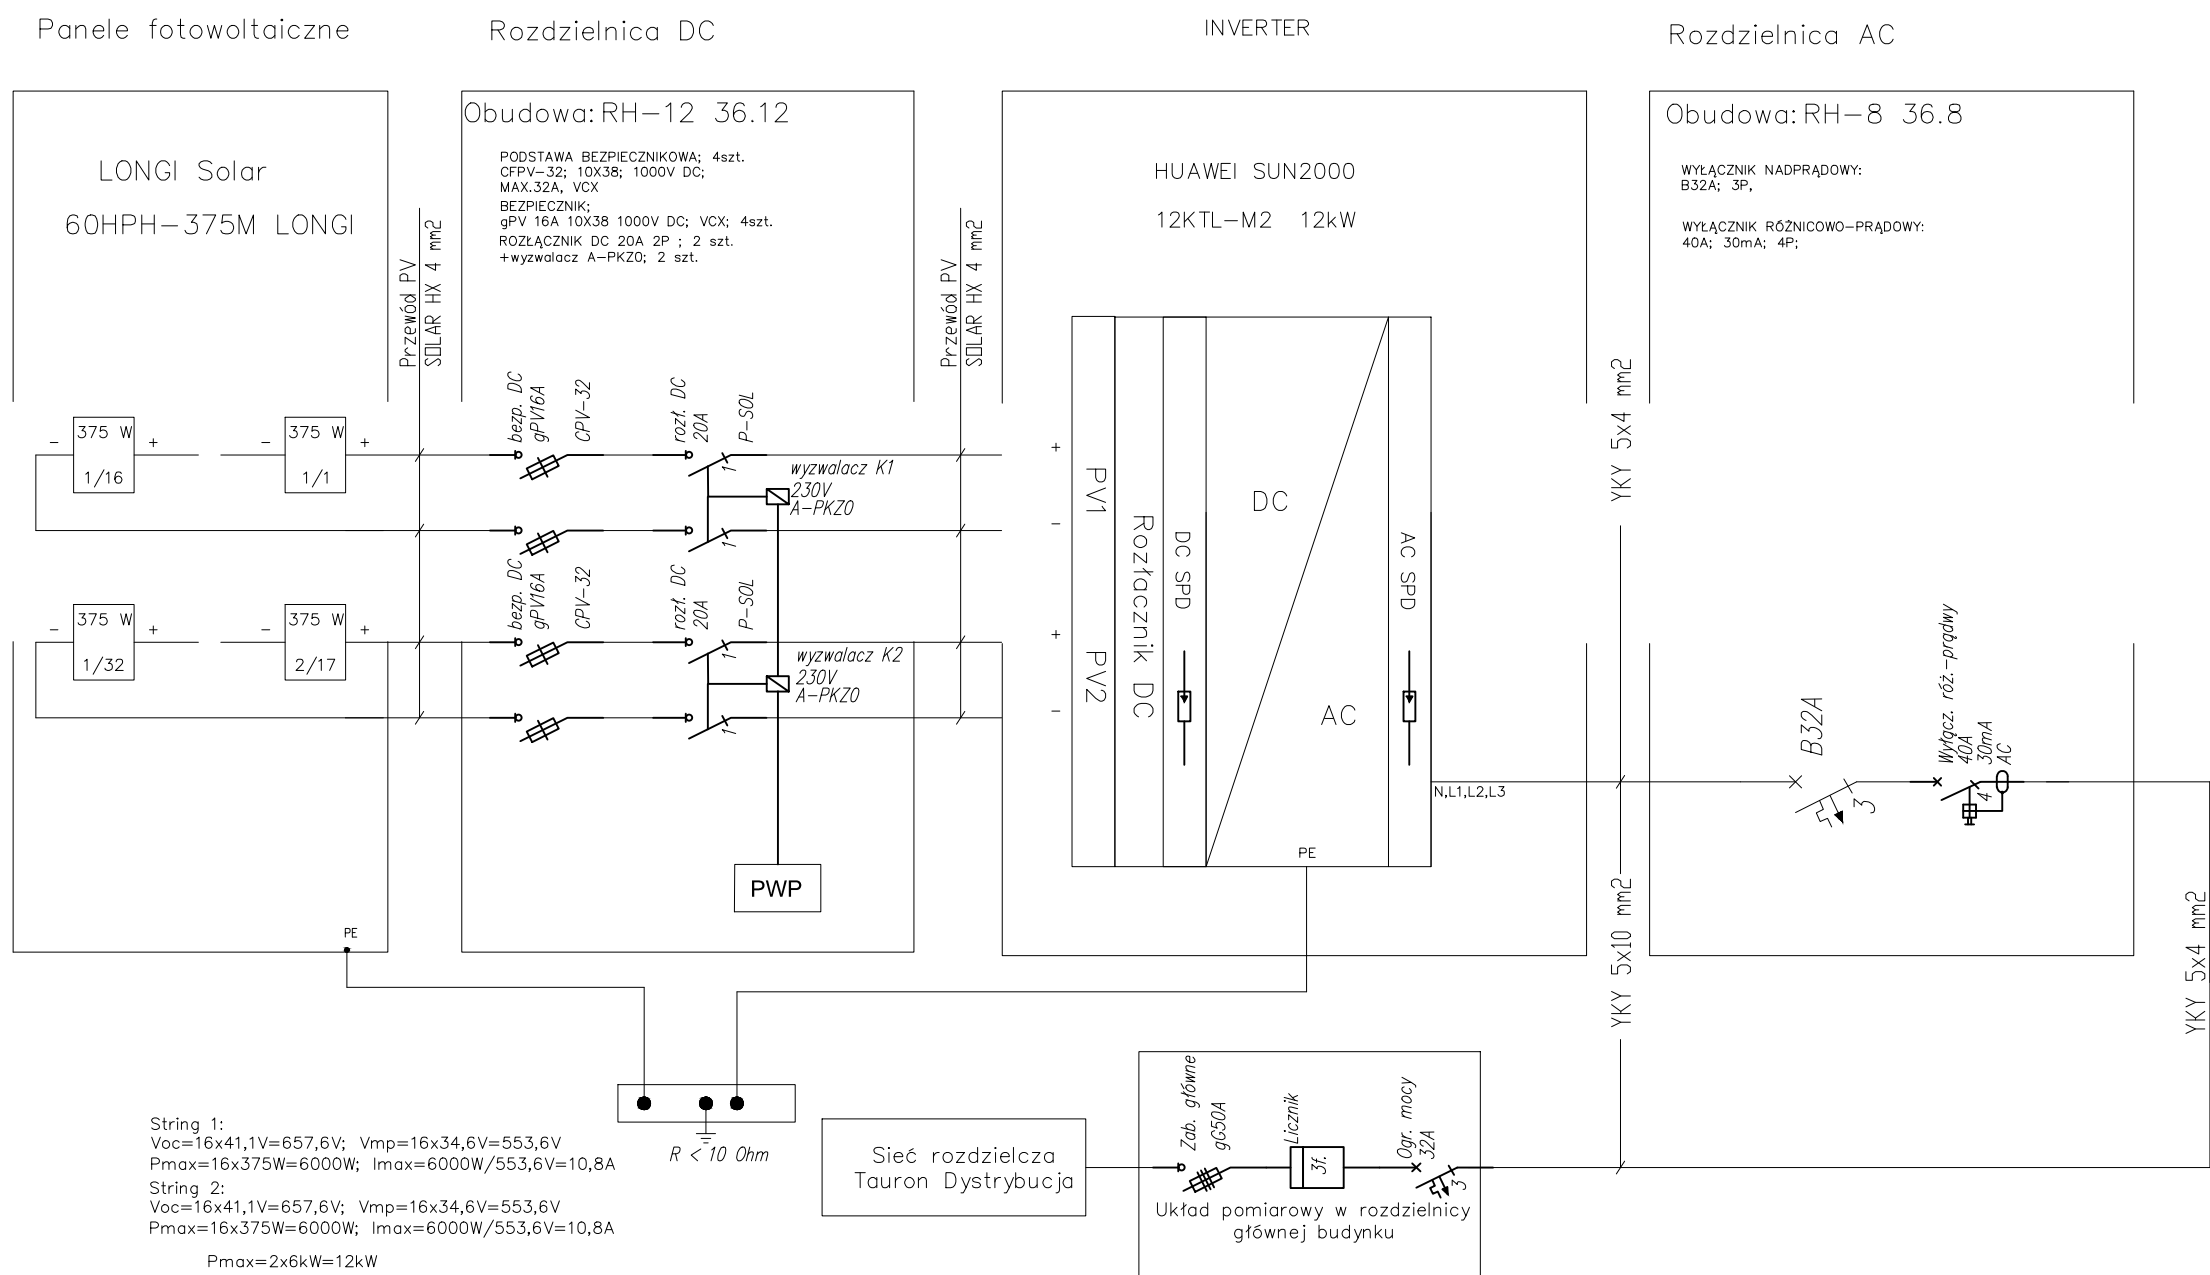 Panele fotowoltaiczne
Rozdzielnica DC
INVERTER
Rozdzielnica AC
LONGI Solar
60HPH-375M LONGI
Obudowa: RH-12 36.12
PODSTAWA BEZPIECZNIKOWA; 4szt.
CFPV-32; 10X38; 1000V DC;
MAX.32A, VCX
BEZPIECZNIK;
gPV 16A 10X38 1000V DC; VCX; 4szt.
ROZŁĄCZNIK DC 20A 2P ; 2 szt.
+wyzwalacz A-PKZ0; 2 szt.
HUAWEI SUN2000
12KTL-M2 12kW
Obudowa: RH-8 36.8
WYŁĄCZNIK NADPRĄDOWY:
B32A; 3P,
WYŁĄCZNIK RÓŻNICOWO-PRĄDOWY:
40A; 30mA; 4P;
Przewód PV
SOLAR HX 4 mm2
Przewód PV
SOLAR HX 4 mm2
- 375 W +
1/16
- 375 W +
1/1
- 375 W +
1/32
- 375 W +
2/17
bezp. DC
gPV16A
CPV-32
rozł. DC
20A
P-SOL
1
wyzwalacz K1
230V
A-PKZ0
1
bezp. DC
gPV16A
CPV-32
rozł. DC
20A
P-SOL
1
wyzwalacz K2
230V
A-PKZ0
1
PWP
+
-
+
-
PV1
PV2
Rozłacznik DC
DC SPD
DC
AC
AC SPD
PE
N,L1,L2,L3
YKY 5x4 mm2
YKY 5x10 mm2
B32A
3
Wyłącz. róż.-prądwy
40A
30mA
AC
4
YKY 5x4 mm2
PE
R < 10 Ohm
String 1:
Voc=16x41,1V=657,6V; Vmp=16x34,6V=553,6V
Pmax=16x375W=6000W; Imax=6000W/553,6V=10,8A
String 2:
Voc=16x41,1V=657,6V; Vmp=16x34,6V=553,6V
Pmax=16x375W=6000W; Imax=6000W/553,6V=10,8A
Pmax=2x6kW=12kW
Sieć rozdzielcza
Tauron Dystrybucja
Zab. główne
gG50A
Licznik
3f.
Ogr. mocy
32A
3
Układ pomiarowy w rozdzielnicy
głównej budynku